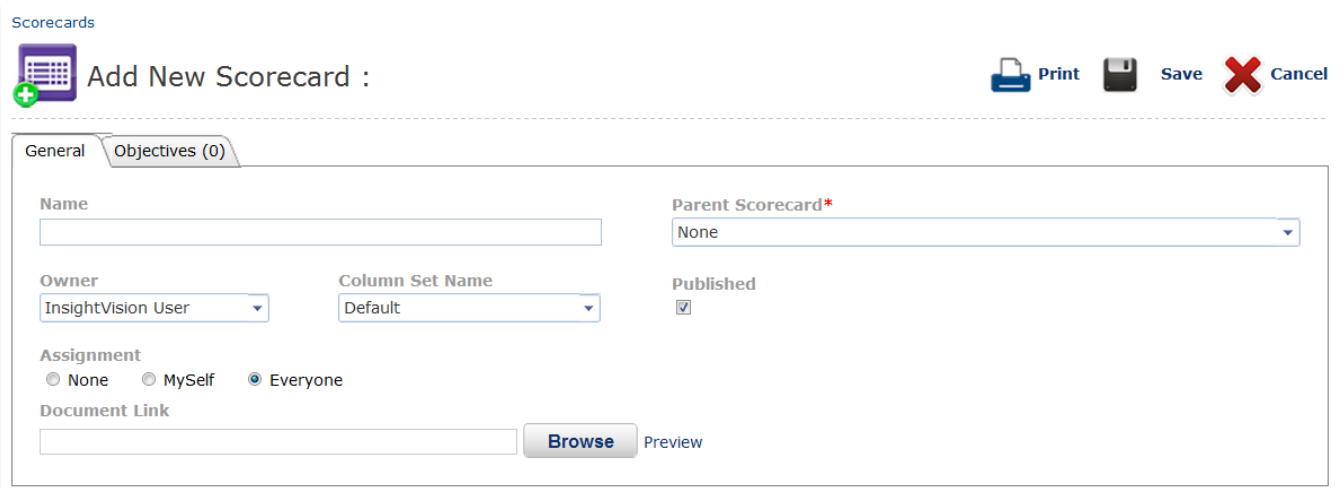 Scorecards
Add New Scorecard :
Print Save Cancel
General Objectives (0)
Name Parent Scorecard*
None
Owner Column Set Name Published
InsightVision User Default
Assignment
None MySelf Everyone
Document Link
Browse Preview